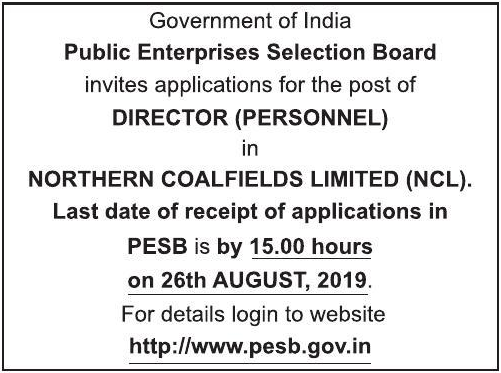 Government of India
Public Enterprises Selection Board
invites applications for the post of
DIRECTOR (PERSONNEL)
in
NORTHERN COALFIELDS LIMITED (NCL).
Last date of receipt of applications in
PESB is by 15.00 hours
on 26th AUGUST, 2019.
For details login to website
http://www.pesb.gov.in